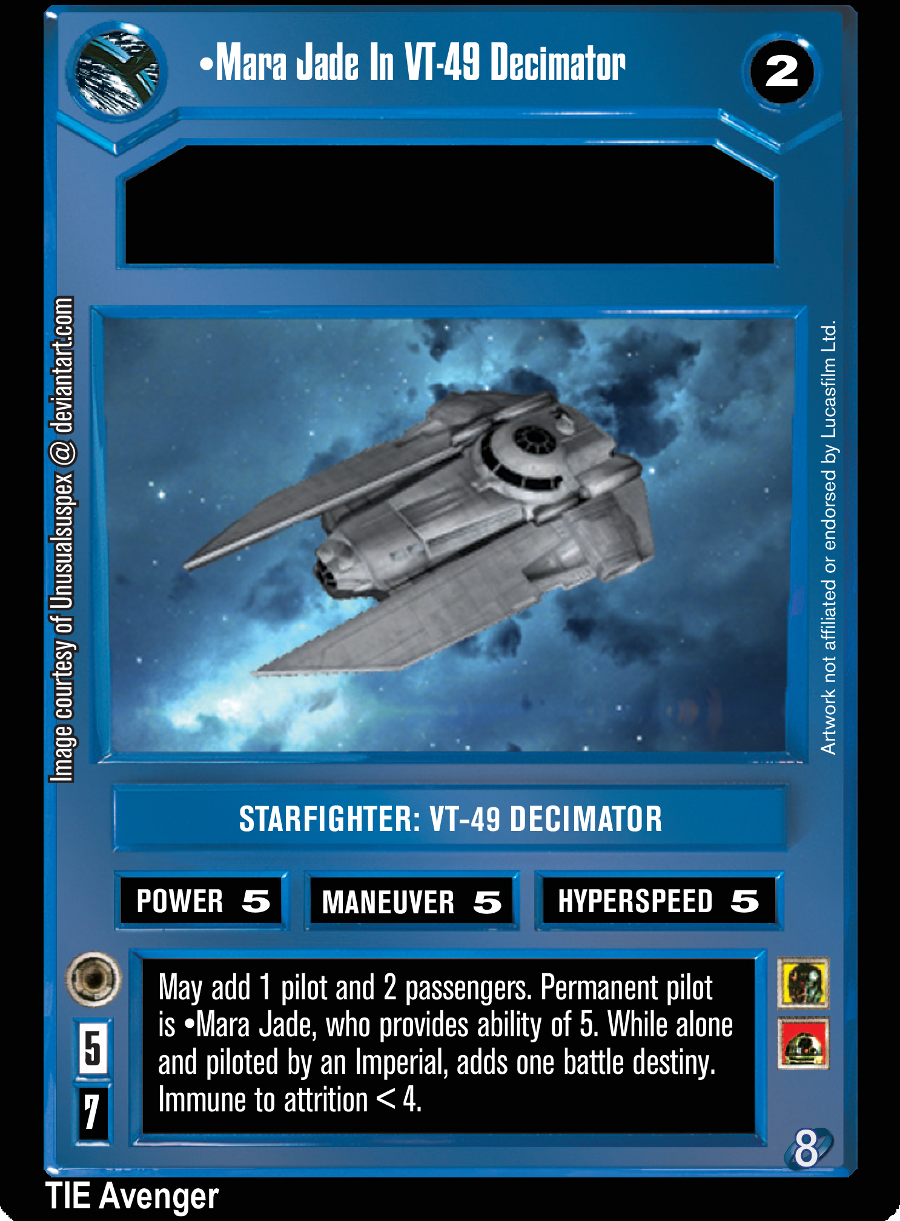 •Mara Jade In VT-49 Decimator
2
Image courtesy of Unusualsuspex @ deviantart.com
Artwork not affiliated or endorsed by Lucasfilm Ltd.
STARFIGHTER: VT-49 DECIMATOR
POWER 5
MANEUVER 5
HYPERSPEED 5
May add 1 pilot and 2 passengers. Permanent pilot
is •Mara Jade, who provides ability of 5. While alone
and piloted by an Imperial, adds one battle destiny.
Immune to attrition < 4.
5
7
8
TIE Avenger